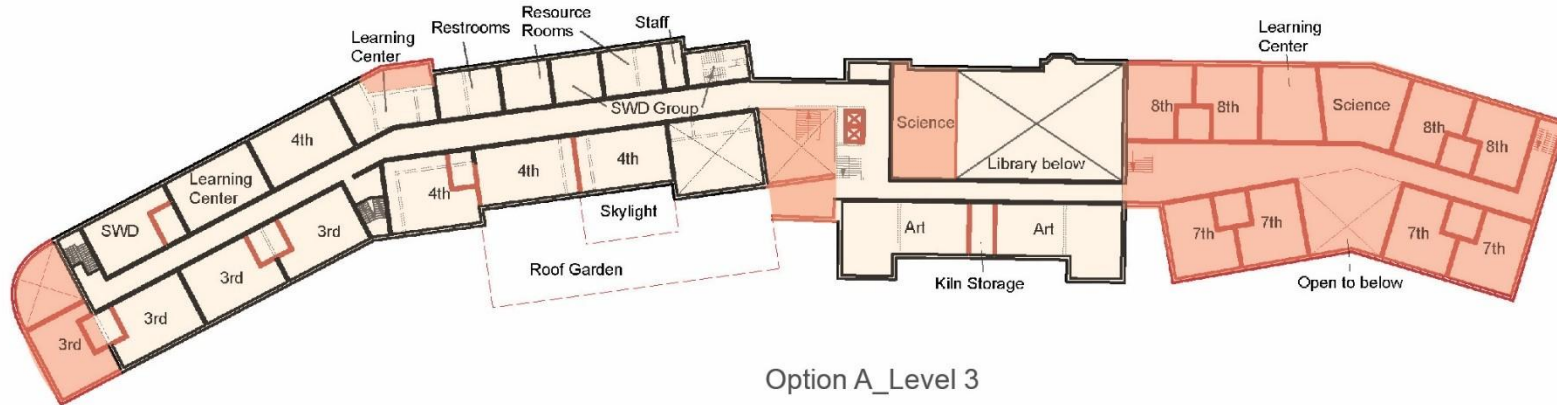 Learning
Center
Restrooms
Resource
Rooms
Staff
Learning
Center
SWD Group
4th
Learning
Center
SWD
4th
4th
4th
Skylight
Roof Garden
3rd
3rd
3rd
3rd
Science
Library below
Art
Art
Kiln Storage
8th
8th
Science
8th
8th
7th
7th
7th
7th
Open to below
Option A_Level 3